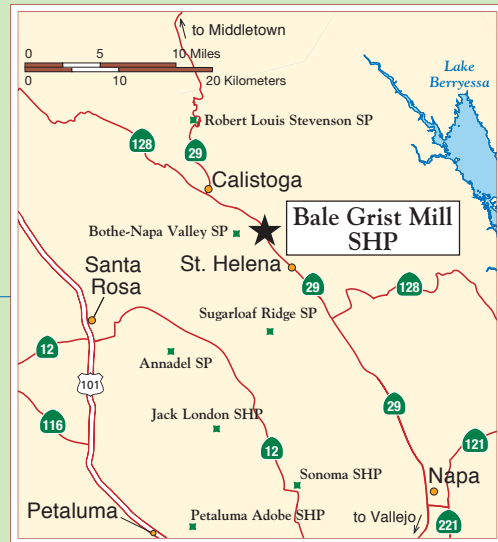 to Middletown
0 5 10 Miles
0 10 20 Kilometers
Lake
Berryessa
Robert Louis Stevenson SP
128
29
Calistoga
Bale Grist Mill
SHP
Bothe-Napa Valley SP
St. Helena
Santa
Rosa
29
128
Sugarloaf Ridge SP
12
Annadel SP
101
29
116
Jack London SHP
12
121
Sonoma SHP
Napa
Petaluma
Petaluma Adobe SHP
to Vallejo
221